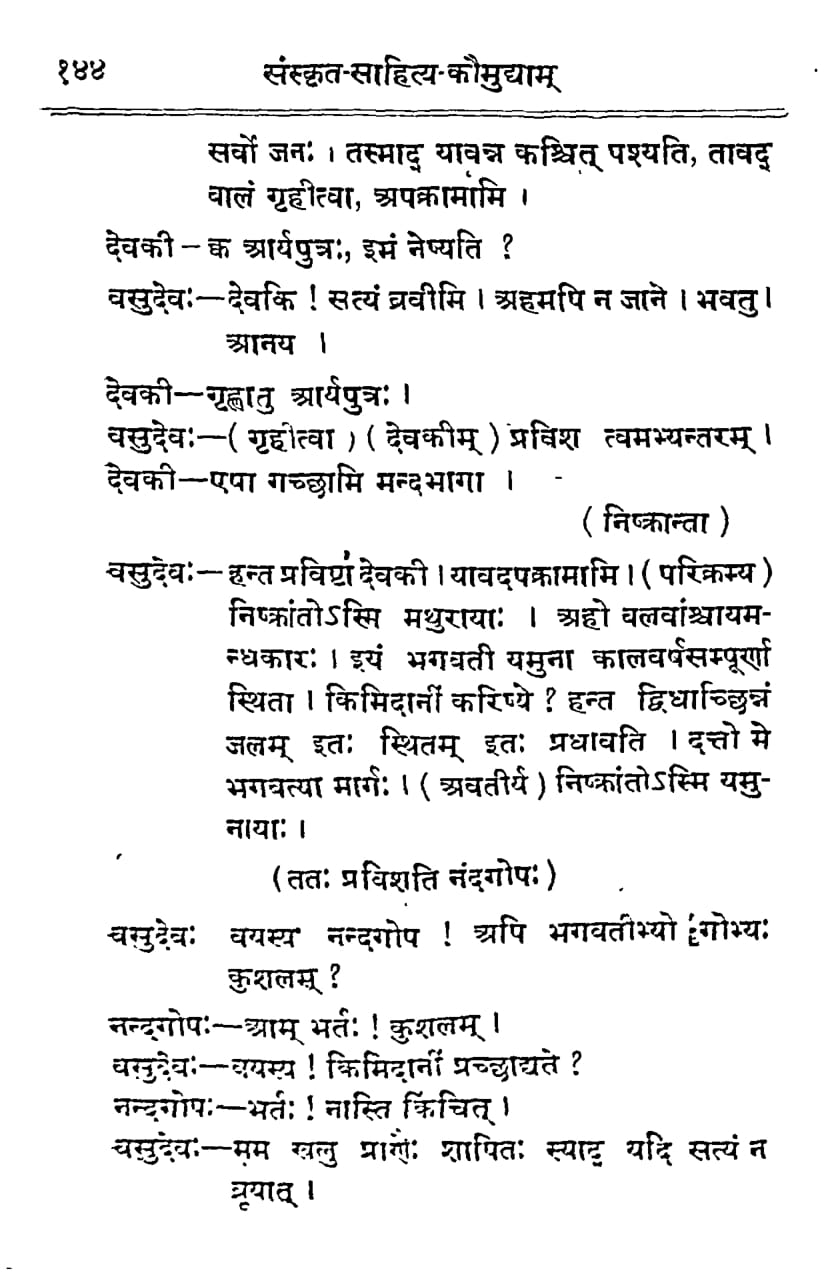 १४४ संस्कृत-साहित्य-कौमुद्याम्
सर्वो जनः । तस्माद् यावन्न कश्चित् पश्यति, तावद्
वालं गृहीत्वा, अपक्रामामि ।
देवकी – क्व आर्यपुत्रः, इमं नेष्यति ?
वसुदेवः—देवकि ! सत्यं व्रवीमि । अहमपि न जाने । भवतु ।
आनय ।
देवकी—गृह्णातु आर्यपुत्रः ।
वसुदेवः—( गृहीत्वा ) ( देवकीम् ) प्रविश त्वमभ्यन्तरम् ।
देवकी—एषा गच्छामि मन्दभागा ।
( निष्क्रान्ता )
वसुदेवः—हन्त प्रविष्टां देवकी । यावदपक्रामामि । ( परिक्रम्य )
निष्क्रांतोऽस्मि मथुरायाः । अहो वलवांश्चायम-
न्धकारः । इयं भगवती यमुना कालवर्षसम्पूर्णा
स्थिता । किमिदानीं करिष्ये ? हन्त द्विधाच्छिन्नं
जलम् इतः स्थितम् इतः प्रधावति । दत्तो मे
भगवत्या मार्गः । ( अवतीर्य ) निष्क्रांतोऽस्मि यमु-
नायाः ।
(ततः प्रविशति नंदगोपः)
वसुदेवः वयस्य नन्दगोप ! अपि भगवतीभ्यो गोभ्यः
कुशलम् ?
नन्दगोपः—आम् भर्तः ! कुशलम् ।
वसुदेवः—वयस्य ! किमिदानीं प्रच्छाद्यते ?
नन्दगोपः—भर्तः ! नास्ति किंचित् ।
वसुदेवः—मम खलु प्राणैः शापितः स्याद् यदि सत्यं न
व्रूयात् ।